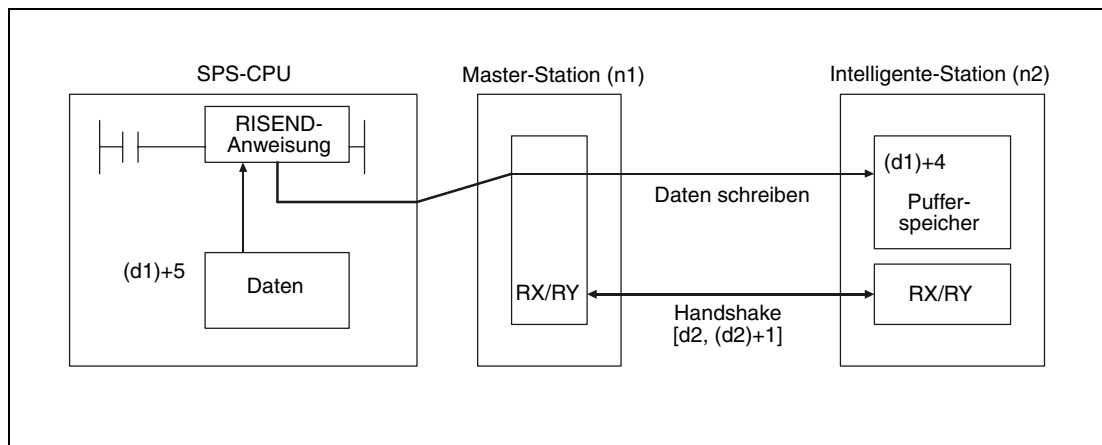 SPS-CPU
Master-Station (n1)
Intelligente-Station (n2)
RISEND-
Anweisung
(d1)+4
Puffer-
speicher
Daten schreiben
(d1)+5
Daten
RX/RY
RX/RY
Handshake
[d2, (d2)+1]